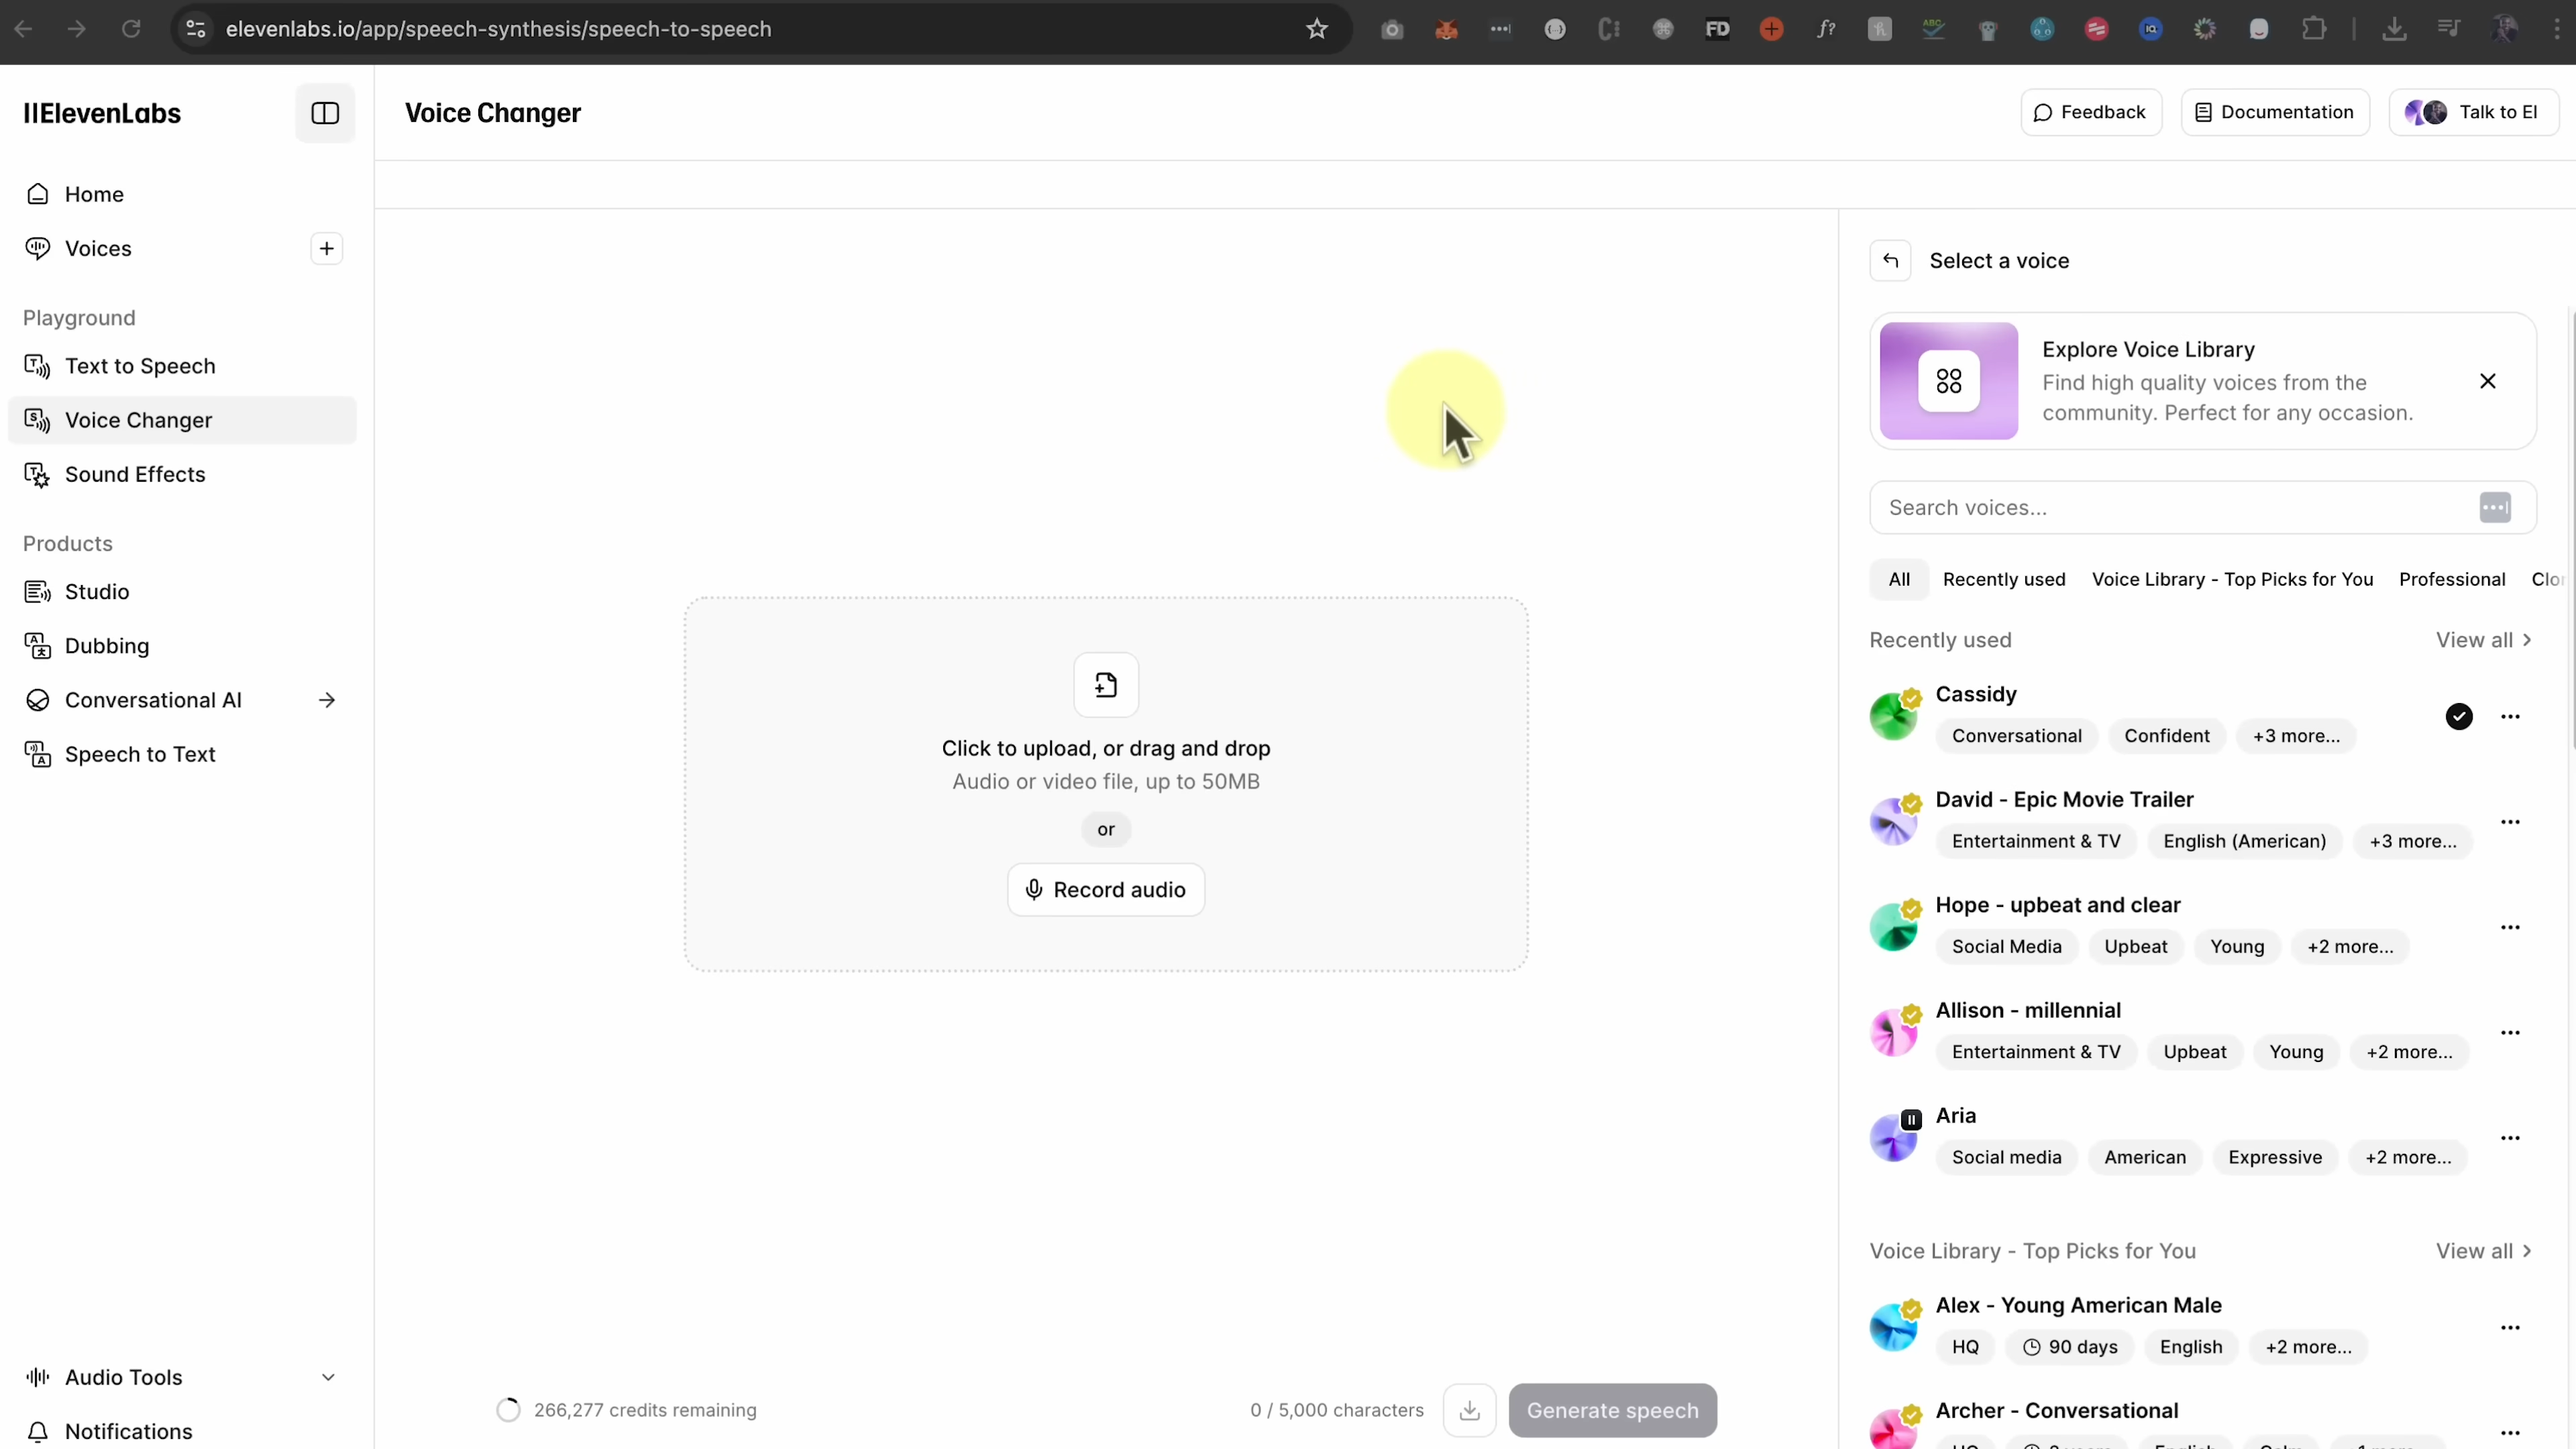 elevenlabs.io/app/speech-synthesis/speech-to-speech
IIElevenLabs
Voice Changer
Feedback
Documentation
Talk to El
Home
Voices
Playground
Text to Speech
Voice Changer
Sound Effects
Products
Studio
Dubbing
Conversational AI
Speech to Text
Audio Tools
Notifications
Click to upload, or drag and drop
Audio or video file, up to 50MB
or
Record audio
266,277 credits remaining
0 / 5,000 characters
Generate speech
Select a voice
Explore Voice Library
Find high quality voices from the
community. Perfect for any occasion.
Search voices...
All Recently used Voice Library - Top Picks for You Professional Clo
Recently used View all
Cassidy
Conversational Confident +3 more...
David - Epic Movie Trailer
Entertainment & TV English (American) +3 more...
Hope - upbeat and clear
Social Media Upbeat Young +2 more...
Allison - millennial
Entertainment & TV Upbeat Young +2 more...
Aria
Social media American Expressive +2 more...
Voice Library - Top Picks for You View all
Alex - Young American Male
HQ 90 days English +2 more...
Archer - Conversational